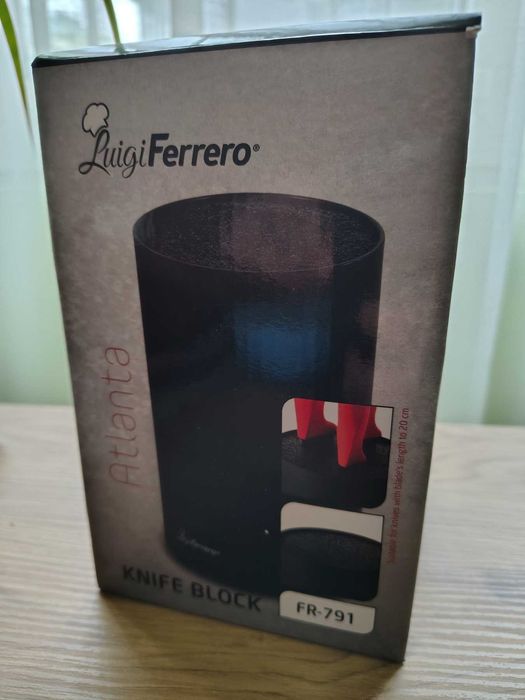 LuigiFerrero®
Atlanta
Suitable for knives with blade's length to 20 cm
LuigiFerrero®
KNIFE BLOCK
FR-791